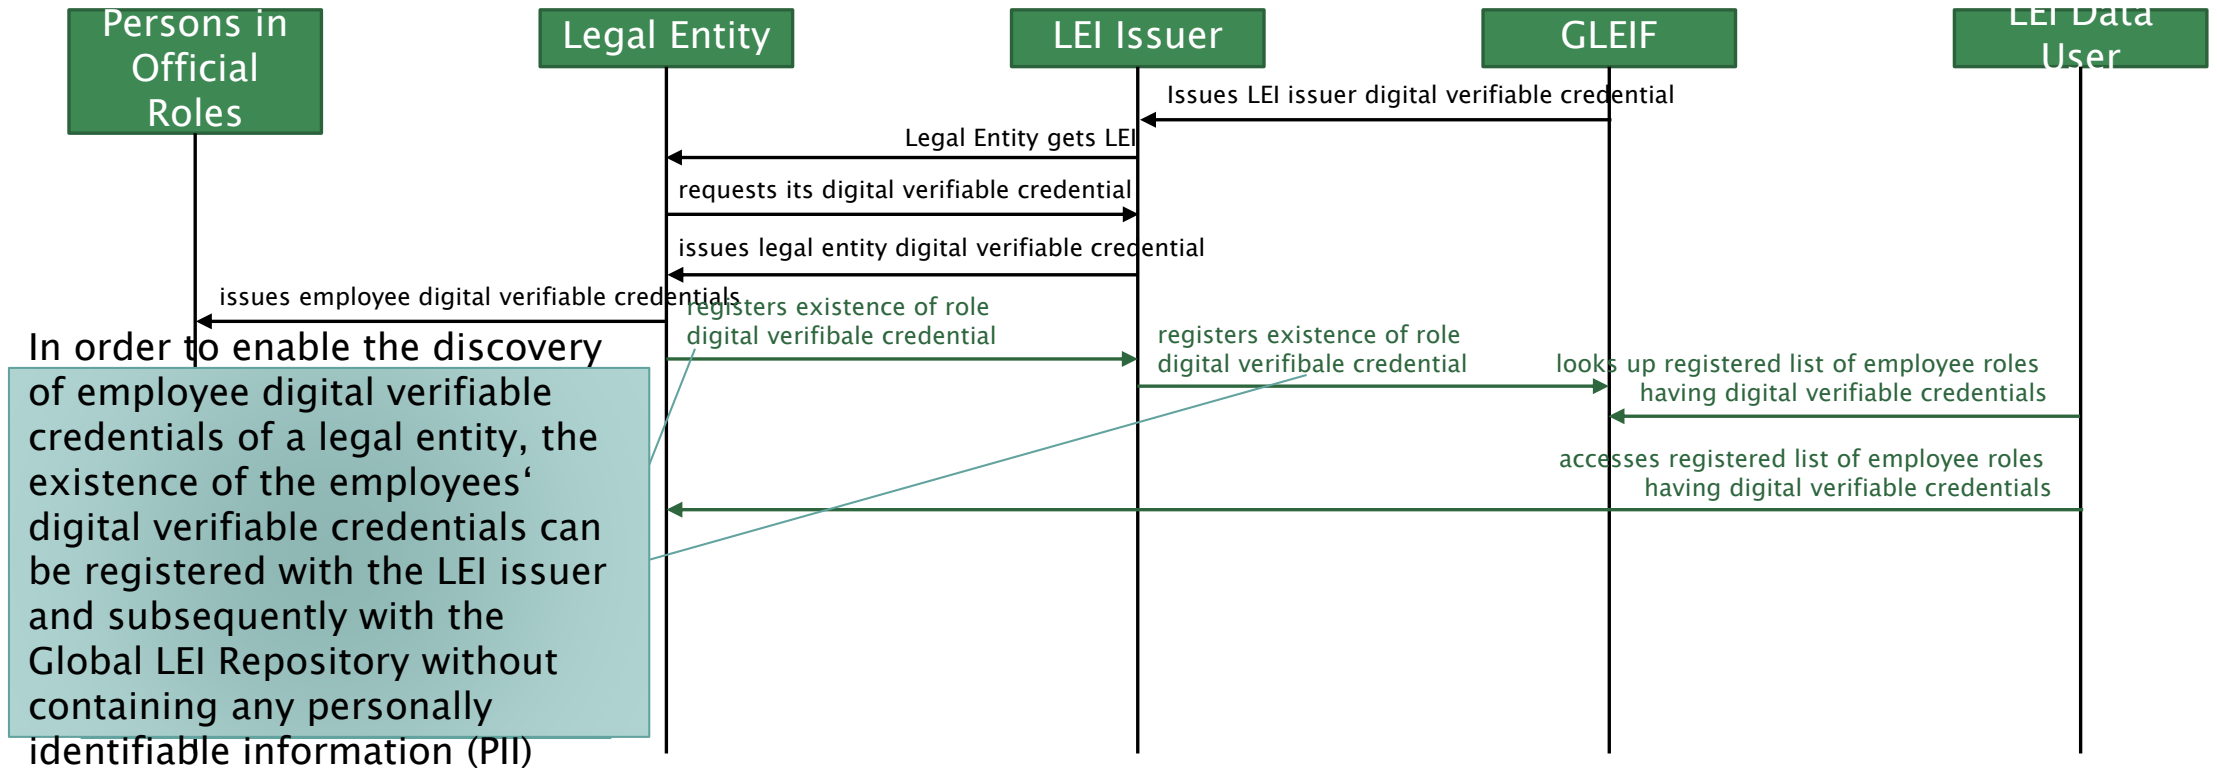 Persons in
Official
Roles
Legal Entity
LEI Issuer
GLEIF
LEI Data
User
Issues LEI issuer digital verifiable credential
Legal Entity gets LEI
requests its digital verifiable credential
issues legal entity digital verifiable credential
issues employee digital verifiable credentials
registers existence of role
digital verifibale credential
registers existence of role
digital verifibale credential
looks up registered list of employee roles
having digital verifiable credentials
accesses registered list of employee roles
having digital verifiable credentials
In order to enable the discovery
of employee digital verifiable
credentials of a legal entity, the
existence of the employees‘
digital verifiable credentials can
be registered with the LEI issuer
and subsequently with the
Global LEI Repository without
containing any personally
identifiable information (PII)